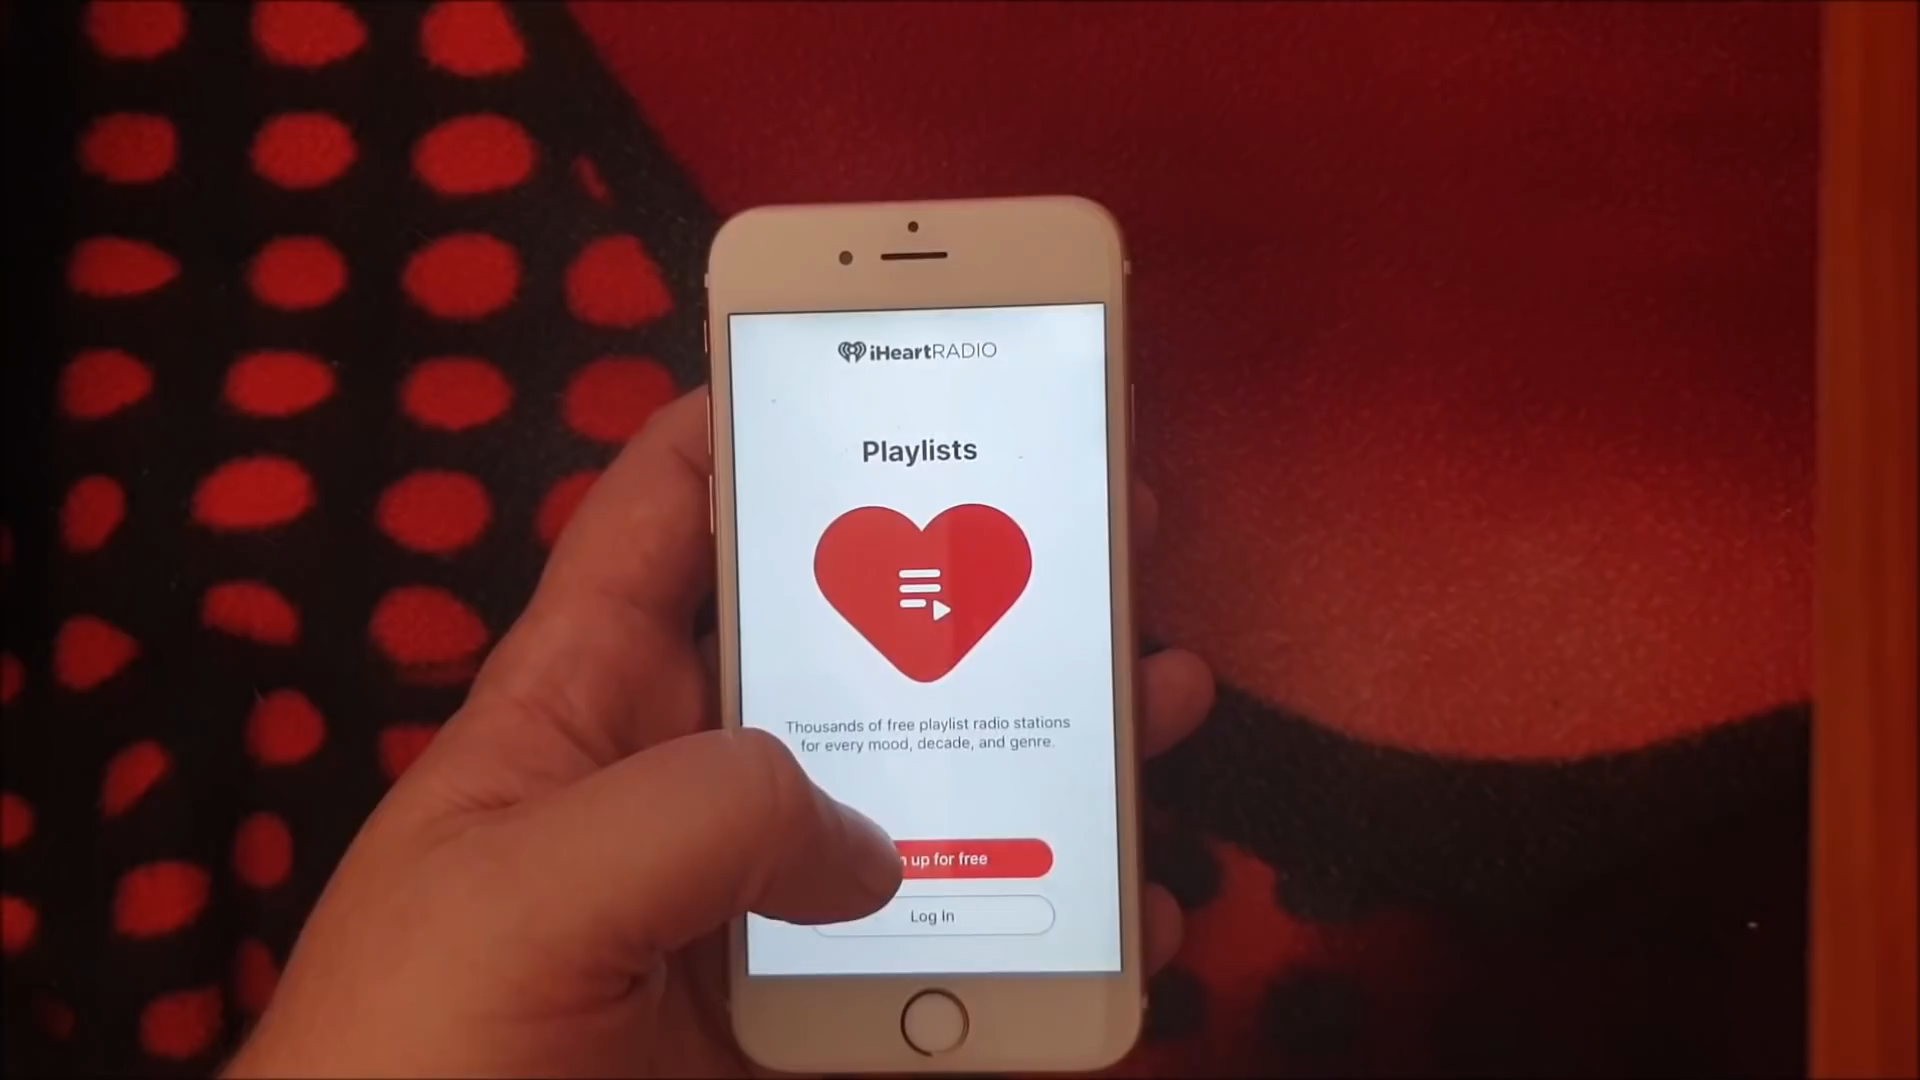 iHeartRADIO
Playlists
Thousands of free playlist radio stations
for every mood, decade, and genre.
up for free
Log In